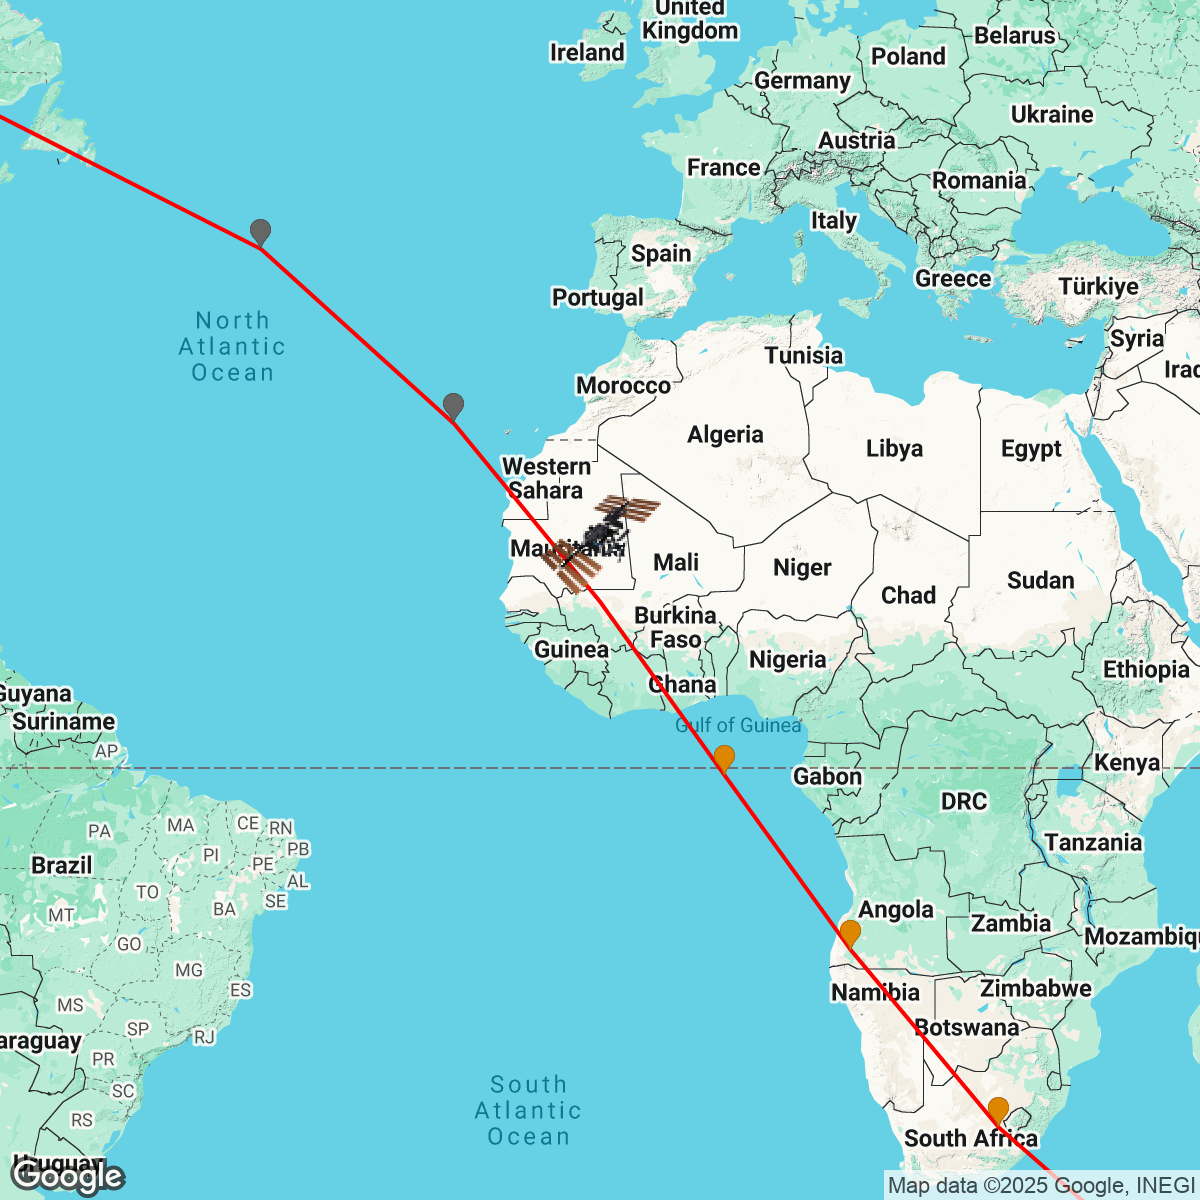 United
Kingdom
Ireland
Belarus
Poland
Germany
Ukraine
Austria
France
Romania
Italy
Spain
Greece
Türkiye
Portugal
North
Atlantic
Ocean
Syria
Tunisia
Iraq
Morocco
Algeria
Libya
Egypt
Western
Sahara
Mauritania
Mali
Niger
Chad
Sudan
Burkina
Faso
Guinea
Nigeria
Ethiopia
Ghana
Guyana
Suriname
Gulf of Guinea
AP
Gabon
Kenya
DRC
PA
MA
CE
RN
PB
PI
PE
AL
SE
Brazil
TO
BA
MT
Tanzania
Angola
Zambia
Mozambiqu
GO
MG
ES
MS
SP
RJ
Namibia
Zimbabwe
Botswana
araguay
PR
SC
RS
South
Atlantic
Ocean
South Africa
Uruguay
Google
Map data ©2025 Google, INEGI